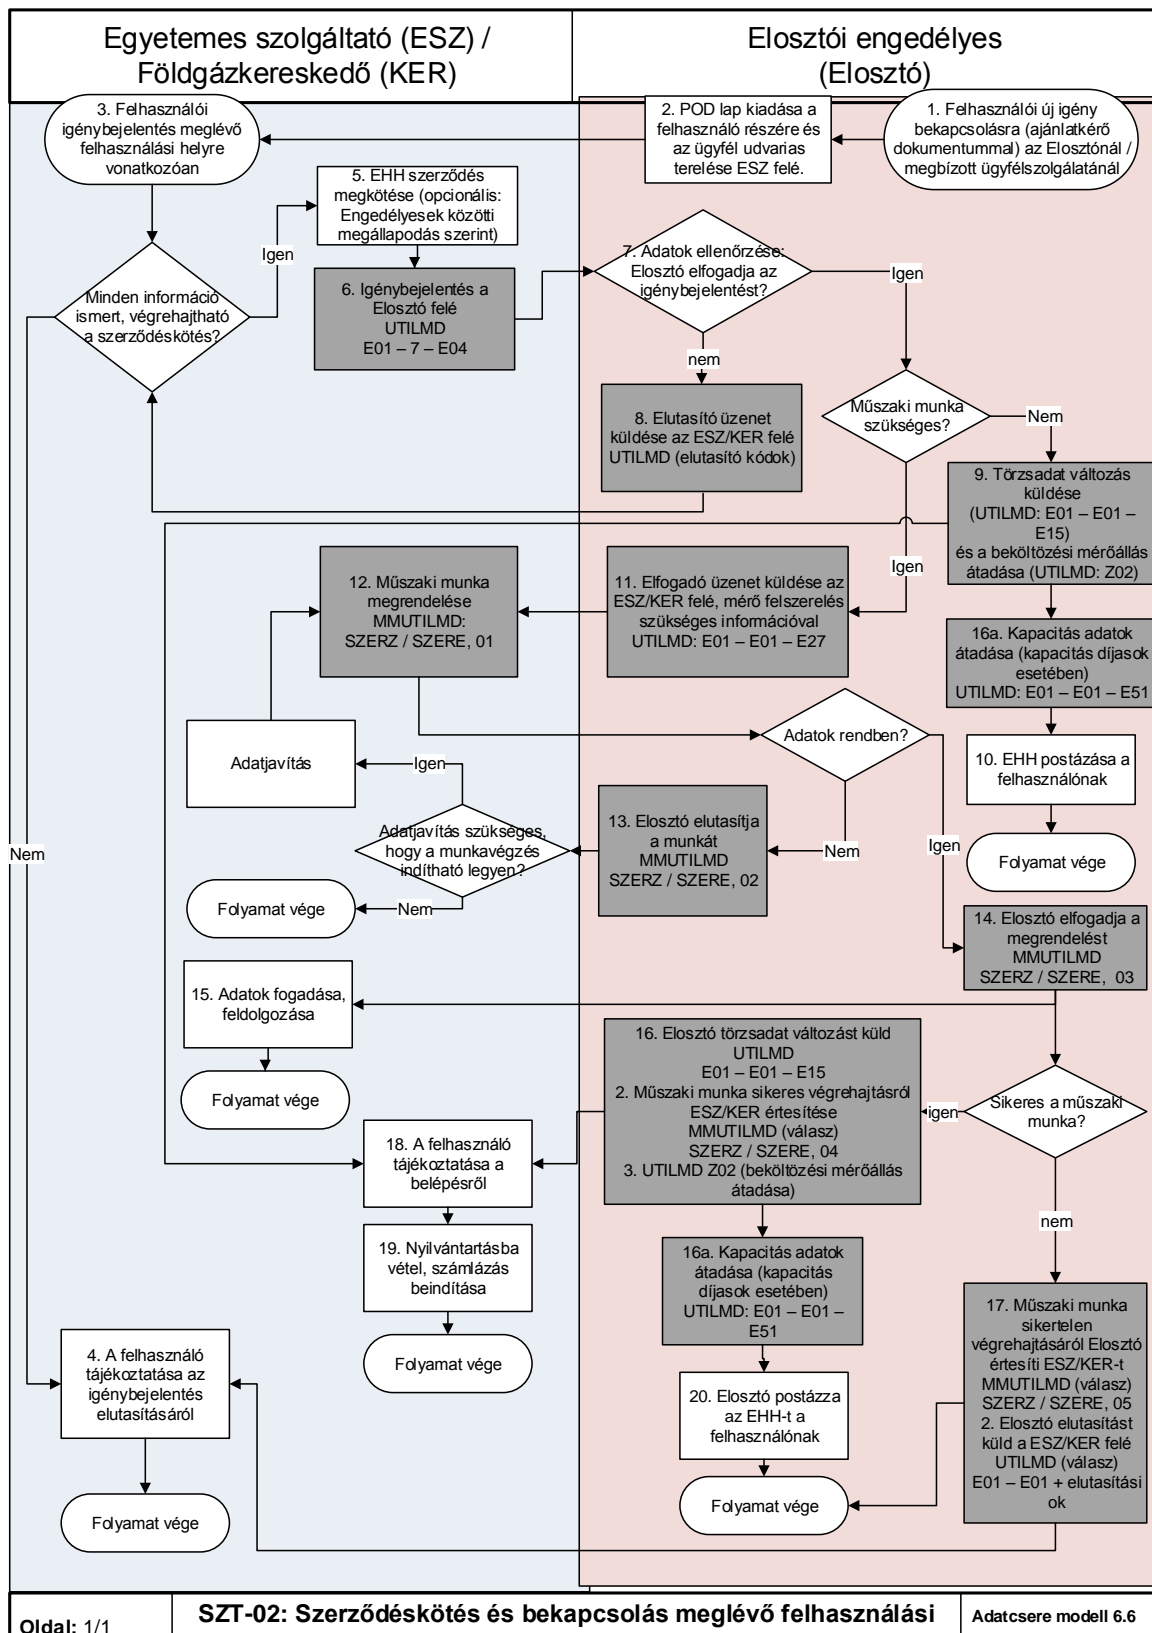 Egyetemes szolgáltató (ESZ) /
Földgázkereskedő (KER)
Elosztói engedélyes
(Elosztó)
3. Felhasználói
igénybejelentés meglévő
felhasználási helyre
vonatkozóan
2. POD lap kiadása a
felhasználó részére és
az ügyfél udvarias
terelése ESZ felé.
1. Felhasználói új igény
bekapcsolásra (ajánlatkérő
dokumentummal) az Elosztónál /
megbízott ügyfélszolgálatánál
5. EHH szerződés
megkötése (opcionális:
Engedélyesek közötti
megállapodás szerint)
Igen
Minden információ
ismert, végrehajtható
a szerződéskötés?
6. Igénybejelentés a
Elosztó felé
UTILMD
E01 – 7 – E04
7. Adatok ellenőrzése:
Elosztó elfogadja az
igénybejelentést?
Igen
nem
8. Elutasító üzenet
küldése az ESZ/KER felé
UTILMD (elutasító kódok)
Műszaki munka
szükséges?
Nem
9. Törzsadat változás
küldése
(UTILMD: E01 – E01 –
E15)
és a beköltözési mérőállás
átadása (UTILMD: Z02)
Igen
12. Műszaki munka
megrendelése
MMUTILMD:
SZERZ / SZERE, 01
11. Elfogadó üzenet küldése az
ESZ/KER felé, mérő felszerelés
szükséges információval
UTILMD: E01 – E01 – E27
16a. Kapacitás adatok
átadása (kapacitás díjasok
esetében)
UTILMD: E01 – E01 – E51
Adatjavítás
Igen
Adatok rendben?
10. EHH postázása a
felhasználónak
Nem
Adatjavítás szükséges,
hogy a munkavégzés
indítható legyen?
13. Elosztó elutasítja
a munkát
MMUTILMD
SZERZ / SZERE, 02
Nem
Igen
Folyamat vége
Folyamat vége
Nem
14. Elosztó elfogadja a
megrendelést
MMUTILMD
SZERZ / SZERE, 03
15. Adatok fogadása,
feldolgozása
Folyamat vége
16. Elosztó törzsadat változást küld
UTILMD
E01 – E01 – E15
2. Műszaki munka sikeres végrehajtásról
ESZ/KER értesítése
MMUTILMD (válasz)
SZERZ / SZERE, 04
3. UTILMD Z02 (beköltözési mérőállás
átadása)
igen
Sikeres a műszaki
munka?
18. A felhasználó
tájékoztatása a
belépésről
nem
19. Nyilvántartásba
vétel, számlázás
beindítása
16a. Kapacitás adatok
átadása (kapacitás
díjasok esetében)
UTILMD: E01 – E01 –
E51
17. Műszaki munka
sikertelen
végrehajtásáról Elosztó
értesíti ESZ/KER-t
MMUTILMD (válasz)
SZERZ / SZERE, 05
2. Elosztó elutasítást
küld a ESZ/KER felé
UTILMD (válasz)
E01 – E01 + elutasítási
ok
4. A felhasználó
tájékoztatása az
igénybejelentés
elutasításáról
Folyamat vége
20. Elosztó postázza
az EHH-t a
felhasználónak
Folyamat vége
Folyamat vége
Oldal: 1/1
SZT-02: Szerződéskötés és bekapcsolás meglévő felhasználási
Adatcsere modell 6.6